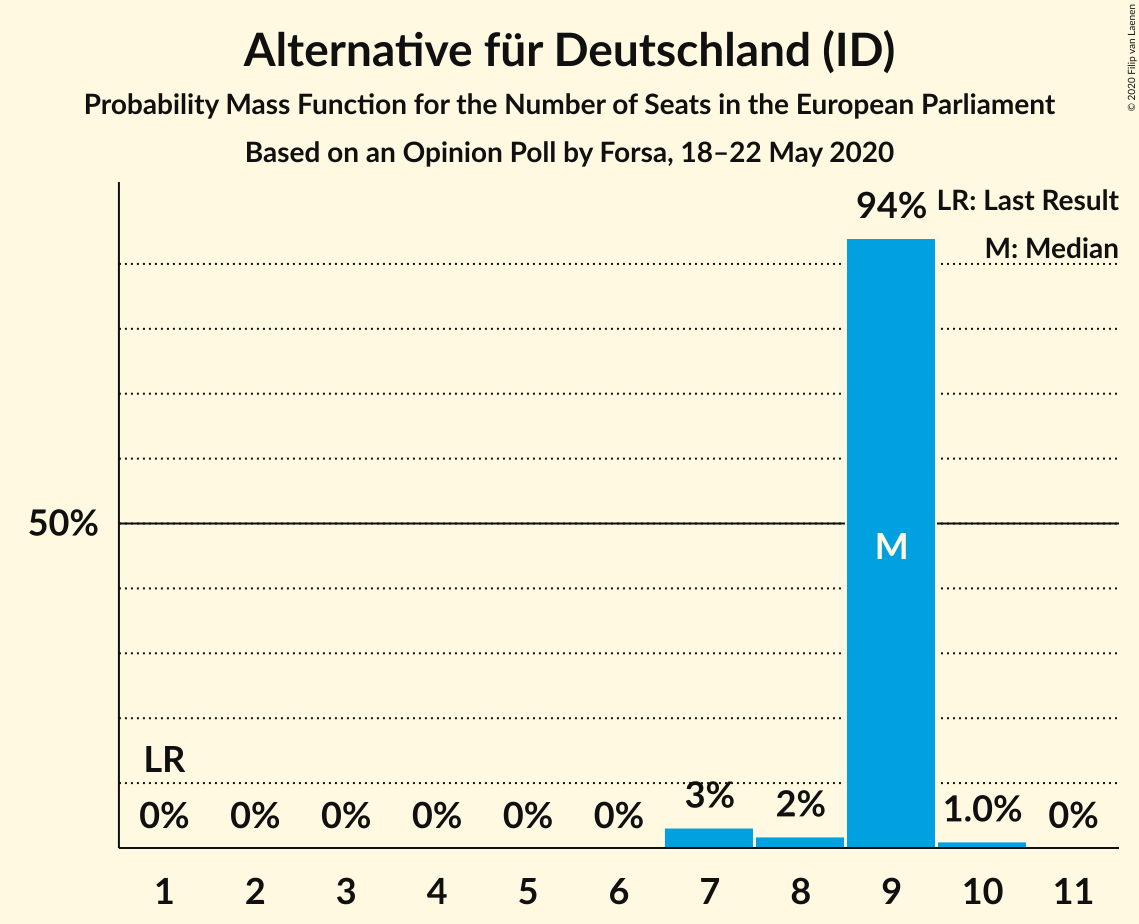 Alternative für Deutschland (ID)
Probability Mass Function for the Number of Seats in the European Parliament
Based on an Opinion Poll by Forsa, 18–22 May 2020
© 2020 Filip van Laenen
LR: Last Result
M: Median
94%
50%
M
LR
0% 0% 0% 0% 0% 0% 3% 2% 1.0% 0%
1 2 3 4 5 6 7 8 9 10 11